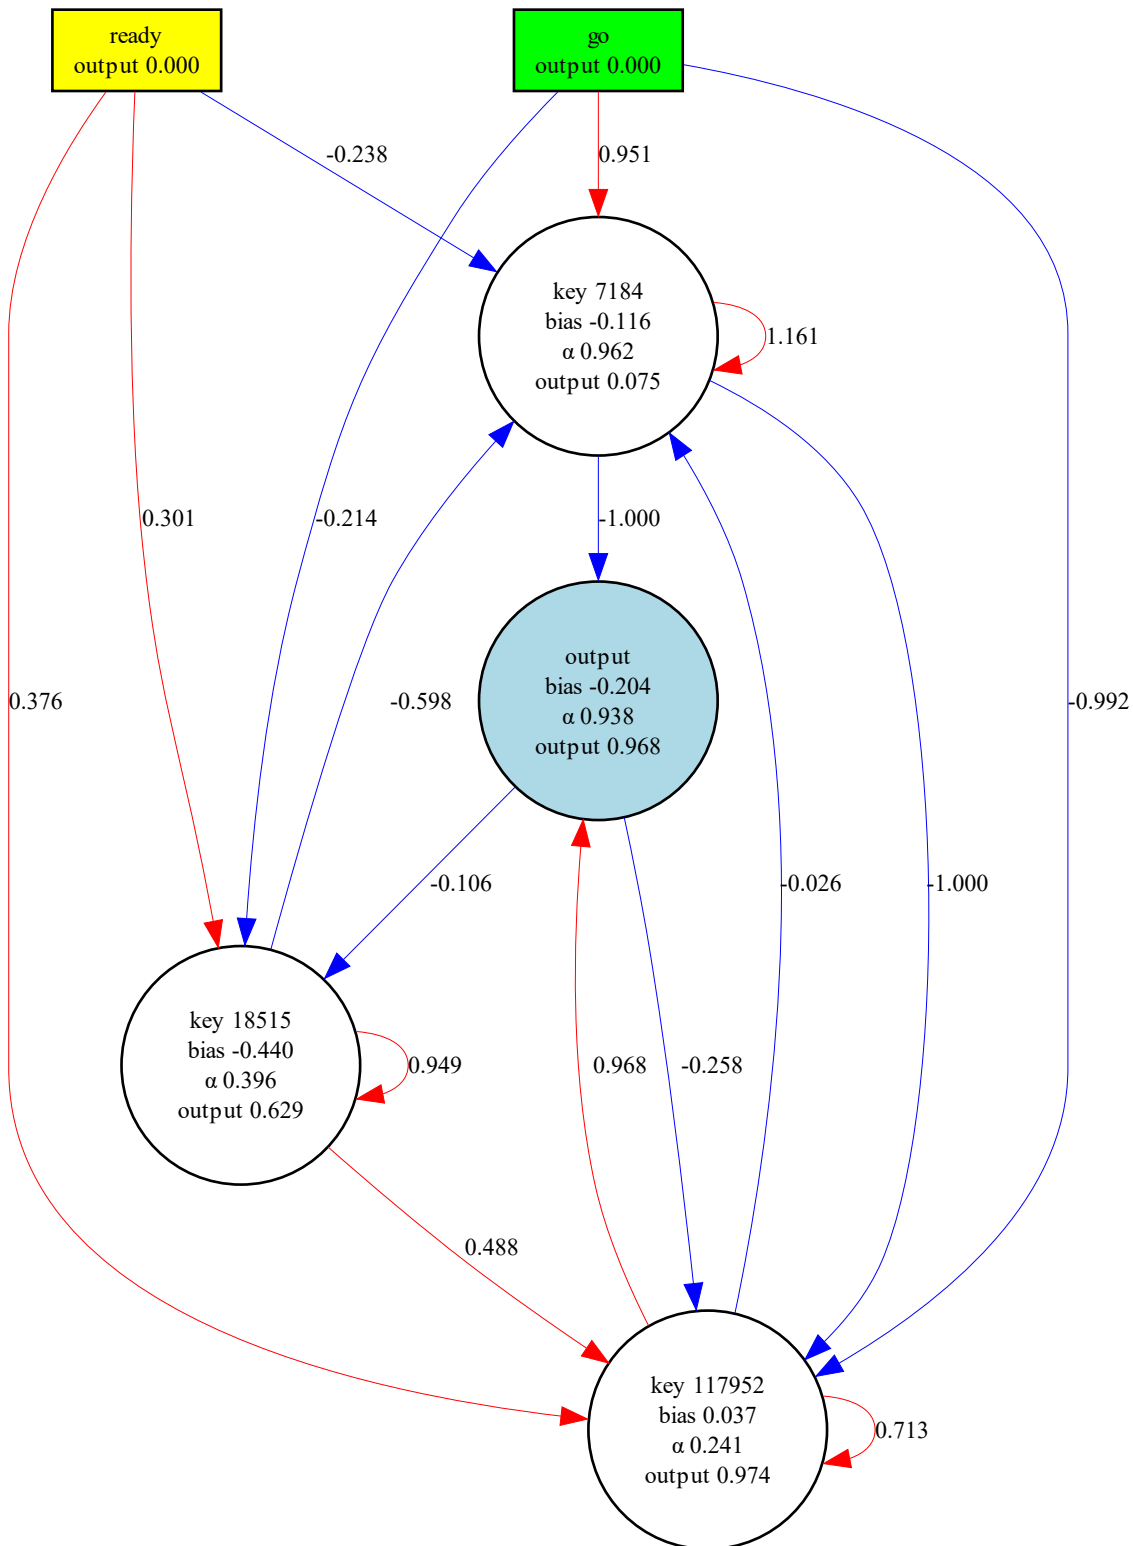 ready
output 0.000
go
output 0.000
-0.238
0.951
key 7184
bias -0.116
α 0.962
output 0.075
1.161
0.301
-0.214
-1.000
output
bias -0.204
α 0.938
output 0.968
0.376
-0.598
-0.992
-0.106
-0.026
-1.000
key 18515
bias -0.440
α 0.396
output 0.629
0.949
0.968
-0.258
0.488
key 117952
bias 0.037
α 0.241
output 0.974
0.713